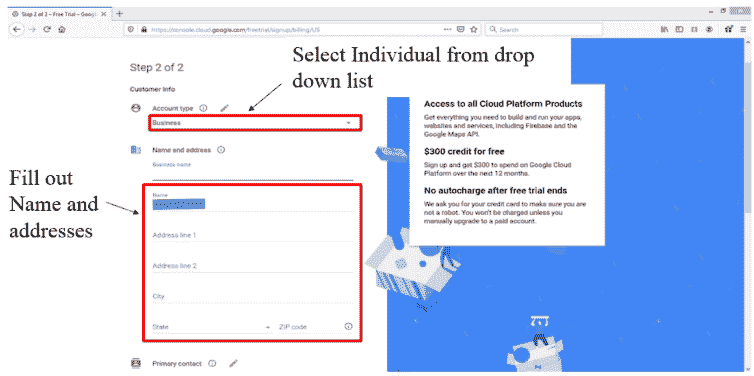 Step 2 of 2 – Free Trial – Goog
https://console.cloud.google.com/freetrial/signup/billing/US
Search
Select Individual from drop
down list
Step 2 of 2
Customer Info
Account type
Business
Name and address
Business name
Fill out
Name and
addresses
Name
Address line 1
Address line 2
City
State
ZIP code
Primary contact
Access to all Cloud Platform Products
Get everything you need to build and run your apps,
websites and services, including Firebase and the
Google Maps API.
$300 credit for free
Sign up and get $300 to spend on Google Cloud
Platform over the next 12 months.
No autocharge after free trial ends
We ask you for your credit card to make sure you are
not a robot. You won't be charged unless you
manually upgrade to a paid account.